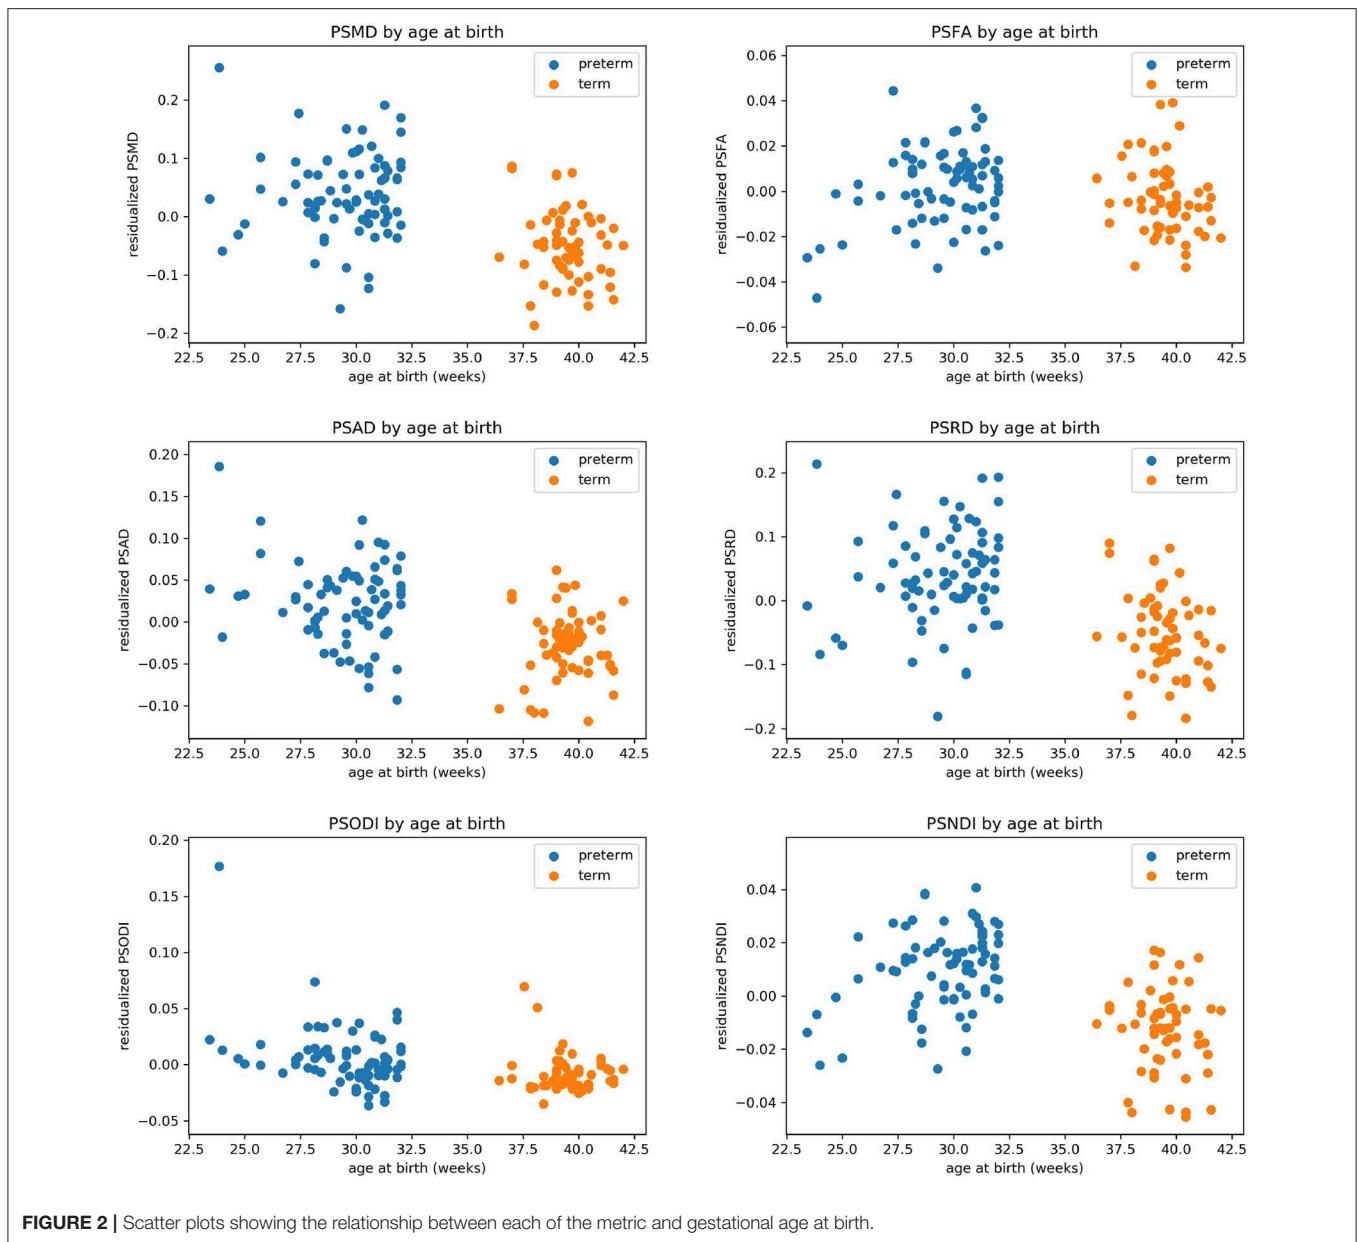 PSMD by age at birth
preterm
term
residualized PSMD
0.2
0.1
0.0
−0.1
−0.2
22.5 25.0 27.5 30.0 32.5 35.0 37.5 40.0 42.5
age at birth (weeks)
PSFA by age at birth
preterm
term
residualized PSFA
0.06
0.04
0.02
0.00
−0.02
−0.04
−0.06
22.5 25.0 27.5 30.0 32.5 35.0 37.5 40.0 42.5
age at birth (weeks)
PSAD by age at birth
preterm
term
residualized PSAD
0.20
0.15
0.10
0.05
0.00
−0.05
−0.10
22.5 25.0 27.5 30.0 32.5 35.0 37.5 40.0 42.5
age at birth (weeks)
PSRD by age at birth
preterm
term
residualized PSRD
0.2
0.1
0.0
−0.1
−0.2
22.5 25.0 27.5 30.0 32.5 35.0 37.5 40.0 42.5
age at birth (weeks)
PSODI by age at birth
preterm
term
residualized PSODI
0.20
0.15
0.10
0.05
0.00
−0.05
22.5 25.0 27.5 30.0 32.5 35.0 37.5 40.0 42.5
age at birth (weeks)
PSNDI by age at birth
preterm
term
residualized PSNDI
0.04
0.02
0.00
−0.02
−0.04
22.5 25.0 27.5 30.0 32.5 35.0 37.5 40.0 42.5
age at birth (weeks)
FIGURE 2 | Scatter plots showing the relationship between each of the metric and gestational age at birth.